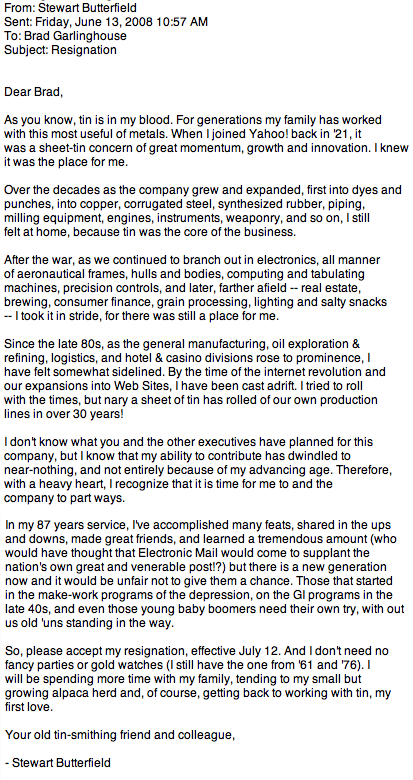 From: Stewart Butterfield
Sent: Friday, June 13, 2008 10:57 AM
To: Brad Garlinghouse
Subject: Resignation
Dear Brad,
As you know, tin is in my blood. For generations my family has worked
with this most useful of metals. When I joined Yahoo! back in '21, it
was a sheet-tin concern of great momentum, growth and innovation. I knew
it was the place for me.
Over the decades as the company grew and expanded, first into dyes and
punches, into copper, corrugated steel, synthesized rubber, piping,
milling equipment, engines, instruments, weaponry, and so on, I still
felt at home, because tin was the core of the business.
After the war, as we continued to branch out in electronics, all manner
of aeronautical frames, hulls and bodies, computing and tabulating
machines, precision controls, and later, farther afield -- real estate,
brewing, consumer finance, grain processing, lighting and salty snacks
-- I took it in stride, for there was still a place for me.
Since the late 80s, as the general manufacturing, oil exploration &
refining, logistics, and hotel & casino divisions rose to prominence, I
have felt somewhat sidelined. By the time of the internet revolution and
our expansions into Web Sites, I have been cast adrift. I tried to roll
with the times, but nary a sheet of tin has rolled of our own production
lines in over 30 years!
I don't know what you and the other executives have planned for this
company, but I know that my ability to contribute has dwindled to
near-nothing, and not entirely because of my advancing age. Therefore,
with a heavy heart, I recognize that it is time for me to and the
company to part ways.
In my 87 years service, I've accomplished many feats, shared in the ups
and downs, made great friends, and learned a tremendous amount (who
would have thought that Electronic Mail would come to supplant the
nation's own great and venerable post!?) but there is a new generation
now and it would be unfair not to give them a chance. Those that started
in the make-work programs of the depression, on the GI programs in the
late 40s, and even those young baby boomers need their own try, with out
us old 'uns standing in the way.
So, please accept my resignation, effective July 12. And I don't need no
fancy parties or gold watches (I still have the one from '61 and '76). I
will be spending more time with my family, tending to my small but
growing alpaca herd and, of course, getting back to working with tin, my
first love.
Your old tin-smithing friend and colleague,
- Stewart Butterfield